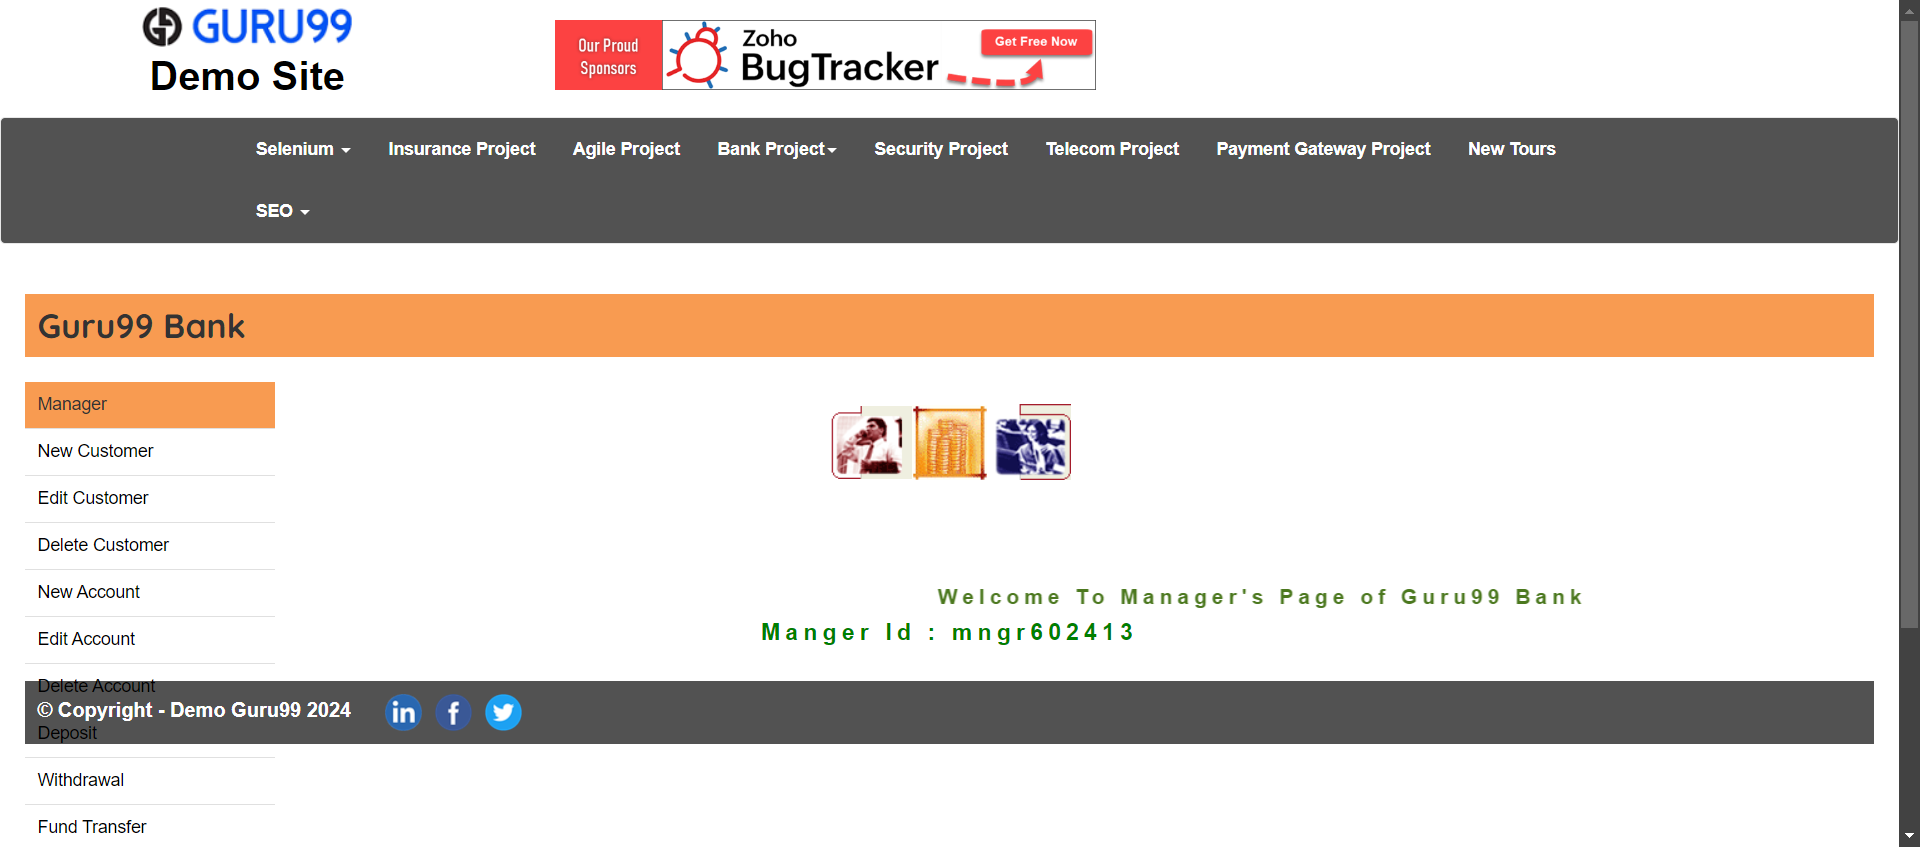 GURU99
Demo Site
Our Proud
Sponsors
Zoho
BugTracker
Get Free Now
Selenium Insurance Project Agile Project Bank Project Security Project Telecom Project Payment Gateway Project New Tours
SEO
Guru99 Bank
Manager
New Customer
Edit Customer
Delete Customer
New Account
Edit Account
Delete Account
Welcome To Manager's Page of Guru99 Bank
Manger Id : mngr602413
© Copyright - Demo Guru99 2024
Deposit
Withdrawal
Fund Transfer